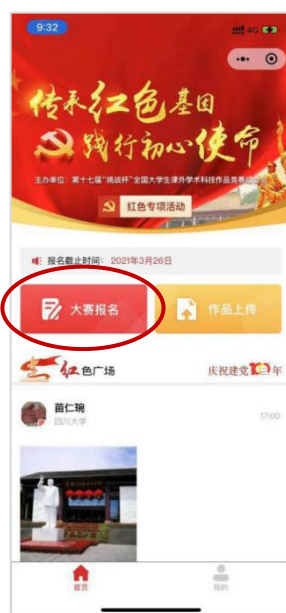 9:32
4G
传承红色基因
践行初心使命
主办单位：第十七届“挑战杯”全国大学生课外学术科技作品竞赛组委会
红色专项活动
报名截止时间： 2021年3月26日
大赛报名
作品上传
红色广场
庆祝建党100年
苗仁琬
四川大学
17:00
首页
我的